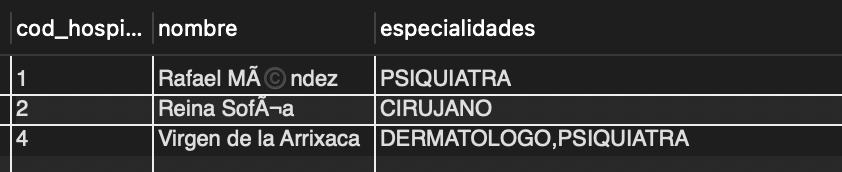 cod_hospi... nombre especialidades
1 Rafael MÃ©ndez PSIQUIATRA
2 Reina SofÃ¬a CIRUJANO
4 Virgen de la Arrixaca DERMATOLOGO,PSIQUIATRA